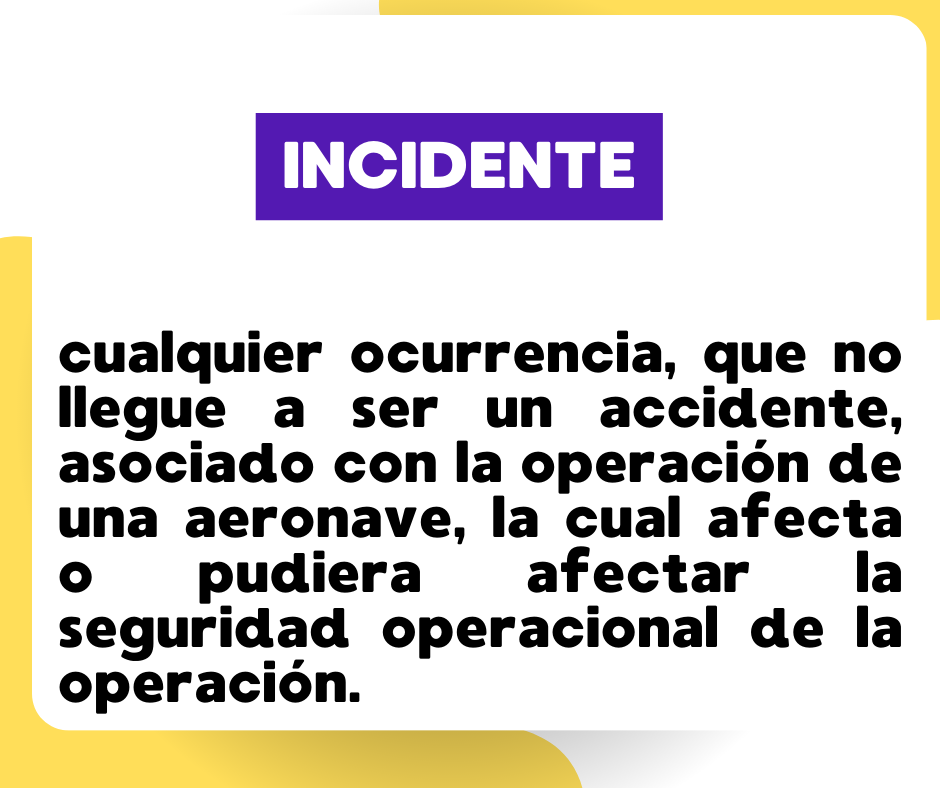 INCIDENTE
cualquier ocurrencia, que no
llegue a ser un accidente,
asociado con la operación de
una aeronave, la cual afecta
o pudiera afectar la
seguridad operacional de la
operación.